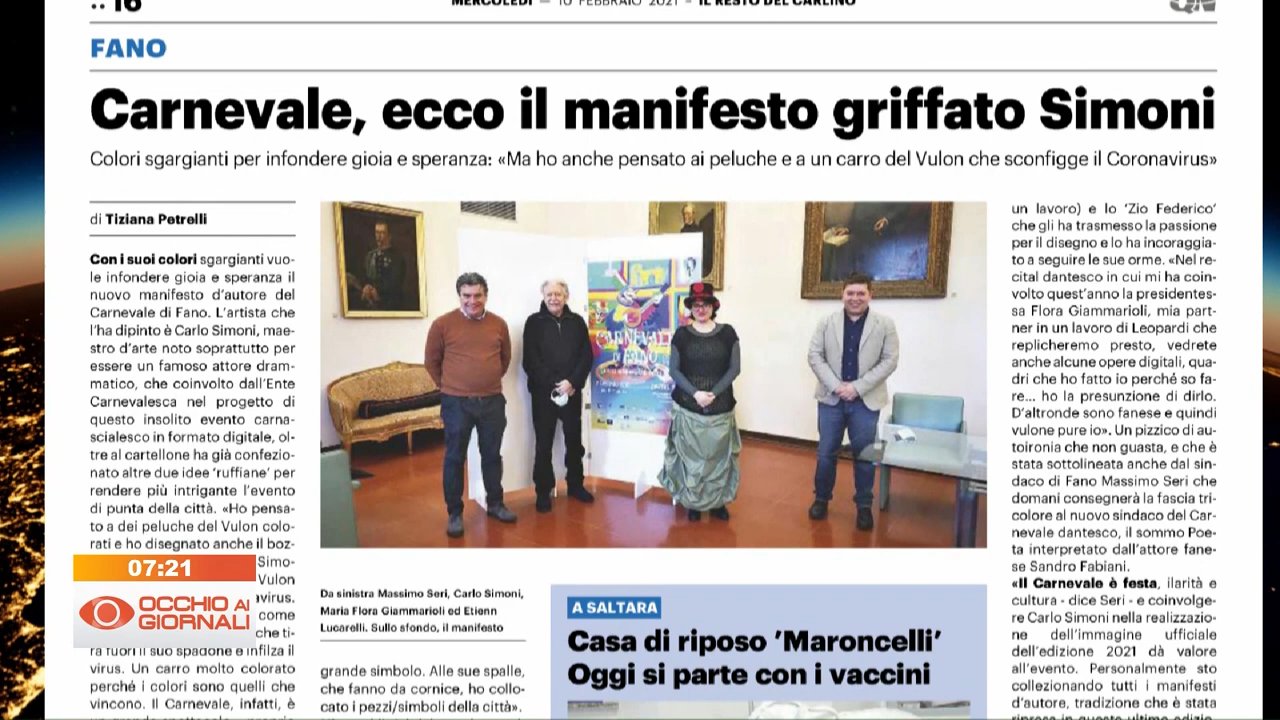 16
MERCOLEDÌ — 10 FEBBRAIO 2021 – IL RESTO DEL CARLINO
FANO
Carnevale, ecco il manifesto griffato Simoni
Colori sgargianti per infondere gioia e speranza: «Ma ho anche pensato ai peluche e a un carro del Vulon che sconfigge il Coronavirus»
di Tiziana Petrelli
Con i suoi colori sgargianti vuo-
le infondere gioia e speranza il
nuovo manifesto d'autore del
Carnevale di Fano. L'artista che
l'ha dipinto è Carlo Simoni, mae-
stro d'arte noto soprattutto per
essere un famoso attore dram-
matico, che coinvolto dall'Ente
Carnevalesca nel progetto di
questo insolito evento carna-
scialesco in formato digitale, ol-
tre al cartellone ha già confezio-
nato altre due idee 'ruffiane' per
rendere più intrigante l'evento
di punta della città. «Ho pensa-
to a dei peluche del Vulon colo-
rati e ho disegnato anche il boz-
Simo-
Vulon
avirus.
come
che ti-
ra fuori il suo spadone e infilza il
virus. Un carro molto colorato
perché i colori sono quelli che
vincono. Il Carnevale, infatti, è
07:21
OCCHIO AI
GIORNALI
CARNEVALE
DI FANO
Da sinistra Massimo Seri, Carlo Simoni,
Maria Flora Giammarioli ed Etienn
Lucarelli. Sullo sfondo, il manifesto
grande simbolo. Alle sue spalle,
che fanno da cornice, ho collo-
cato i pezzi/simboli della città».
A SALTARA
Casa di riposo 'Maroncelli'
Oggi si parte con i vaccini
un lavoro) e lo 'Zio Federico'
che gli ha trasmesso la passione
per il disegno e lo ha incoraggia-
to a seguire le sue orme. «Nel re-
cital dantesco in cui mi ha coin-
volto quest'anno la presidentes-
sa Flora Giammarioli, mia part-
ner in un lavoro di Leopardi che
replicheremo presto, vedrete
anche alcune opere digitali, qua-
dri che ho fatto io perché so fa-
re... ho la presunzione di dirlo.
D'altronde sono fanese e quindi
vulone pure io». Un pizzico di au-
toironia che non guasta, e che è
stata sottolineata anche dal sin-
daco di Fano Massimo Seri che
domani consegnerà la fascia tri-
colore al nuovo sindaco del Car-
nevale dantesco, il sommo Poe-
ta interpretato dall'attore fane-
se Sandro Fabiani.
«Il Carnevale è festa, ilarità e
cultura - dice Seri - e coinvolge-
re Carlo Simoni nella realizzazio-
ne dell'immagine ufficiale
dell'edizione 2021 dà valore
all'evento. Personalmente sto
collezionando tutti i manifesti
d'autore, tradizione che è stata